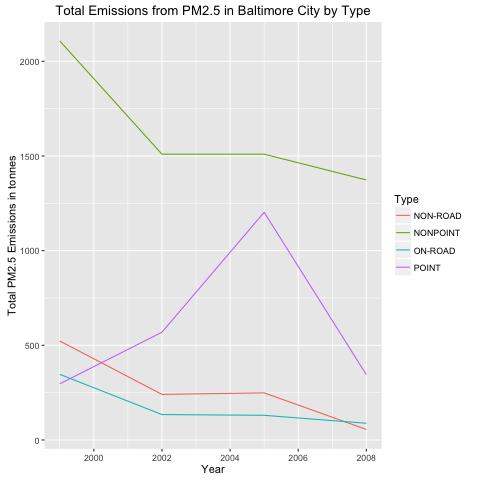 Total Emissions from PM2.5 in Baltimore City by Type
Total PM2.5 Emissions in tonnes
2000
1500
1000
500
0
2000 2002 2004 2006 2008
Year
Type
NON-ROAD
NONPOINT
ON-ROAD
POINT